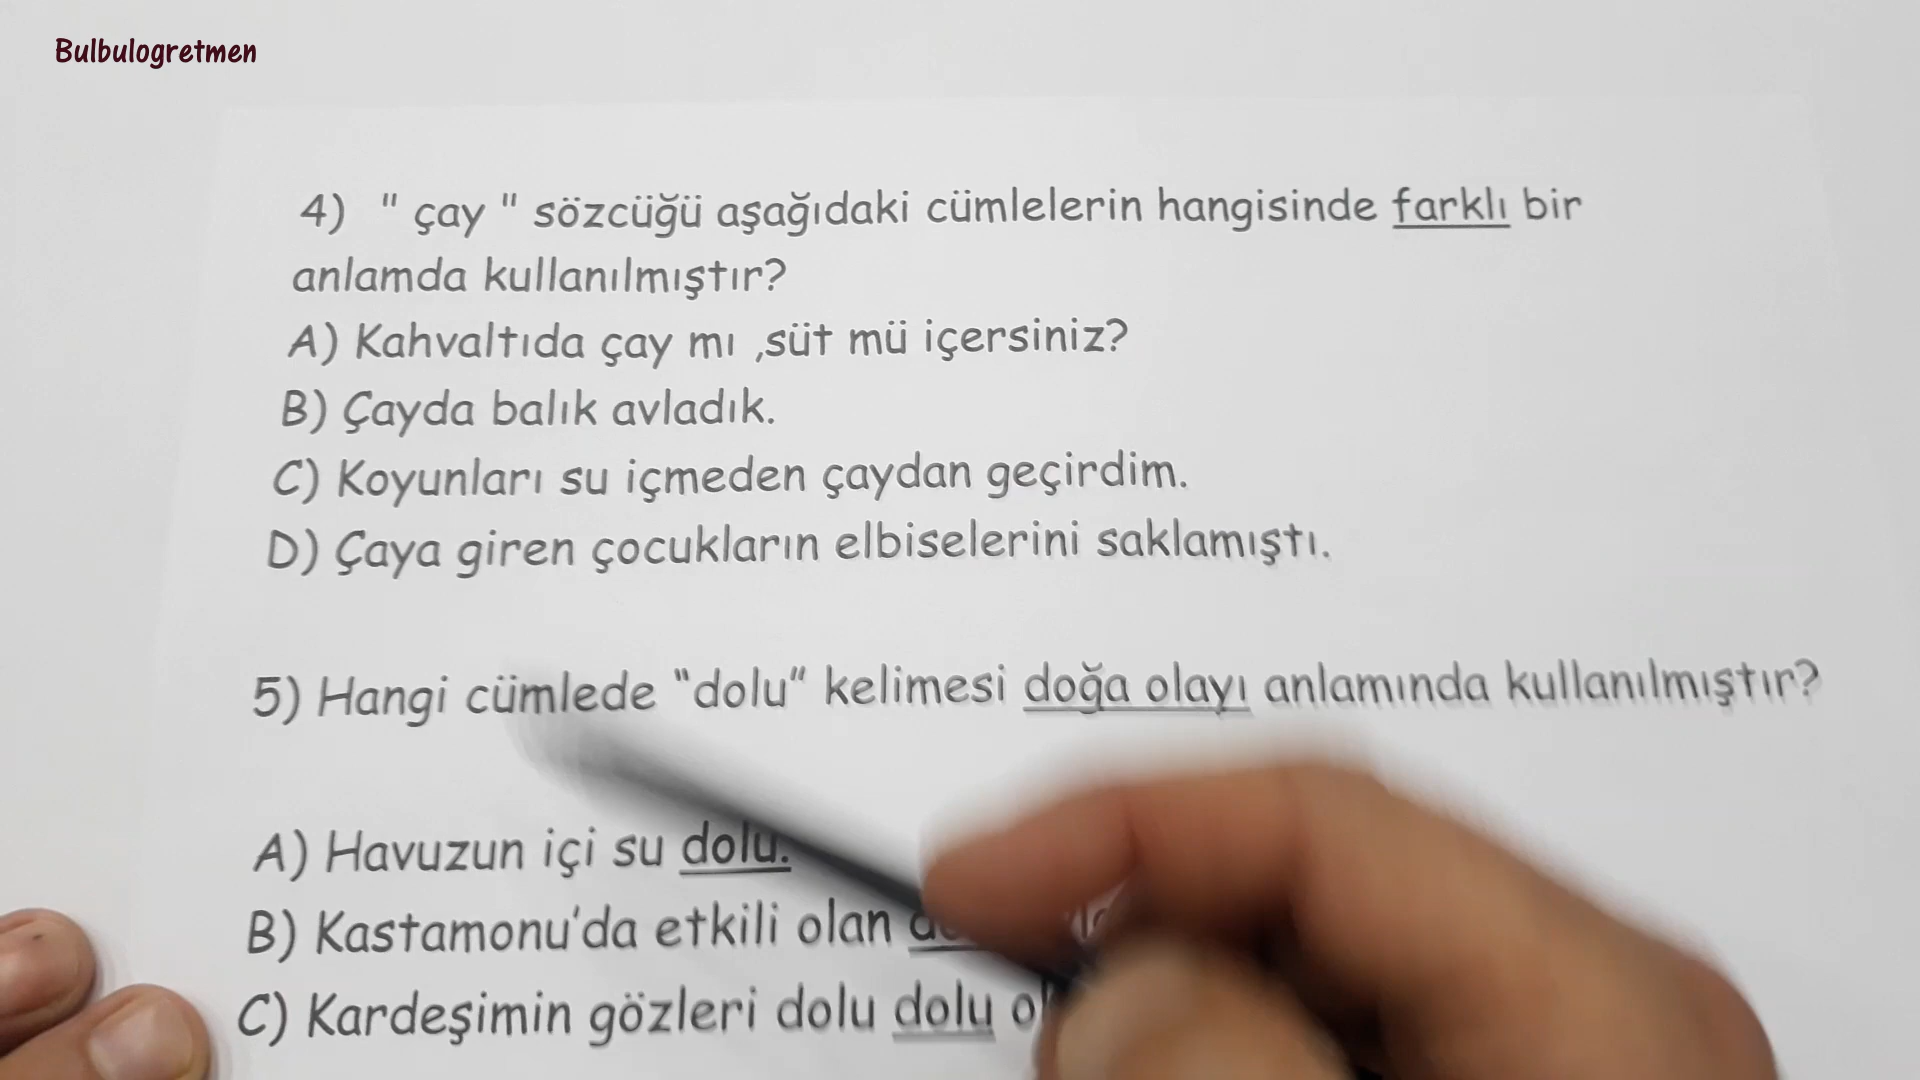 Bulbulogretmen
4) " çay " sözcüğü aşağıdaki cümlelerin hangisinde farklı bir
anlamda kullanılmıştır?
A) Kahvaltıda çay mı ,süt mü içersiniz?
B) Çayda balık avladık.
C) Koyunları su içmeden çaydan geçirdim.
D) Çaya giren çocukların elbiselerini saklamıştı.
5) Hangi cümlede "dolu" kelimesi doğa olayı anlamında kullanılmıştır?
A) Havuzun içi su dolu.
B) Kastamonu'da etkili olan
C) Kardeşimin gözleri dolu dolu